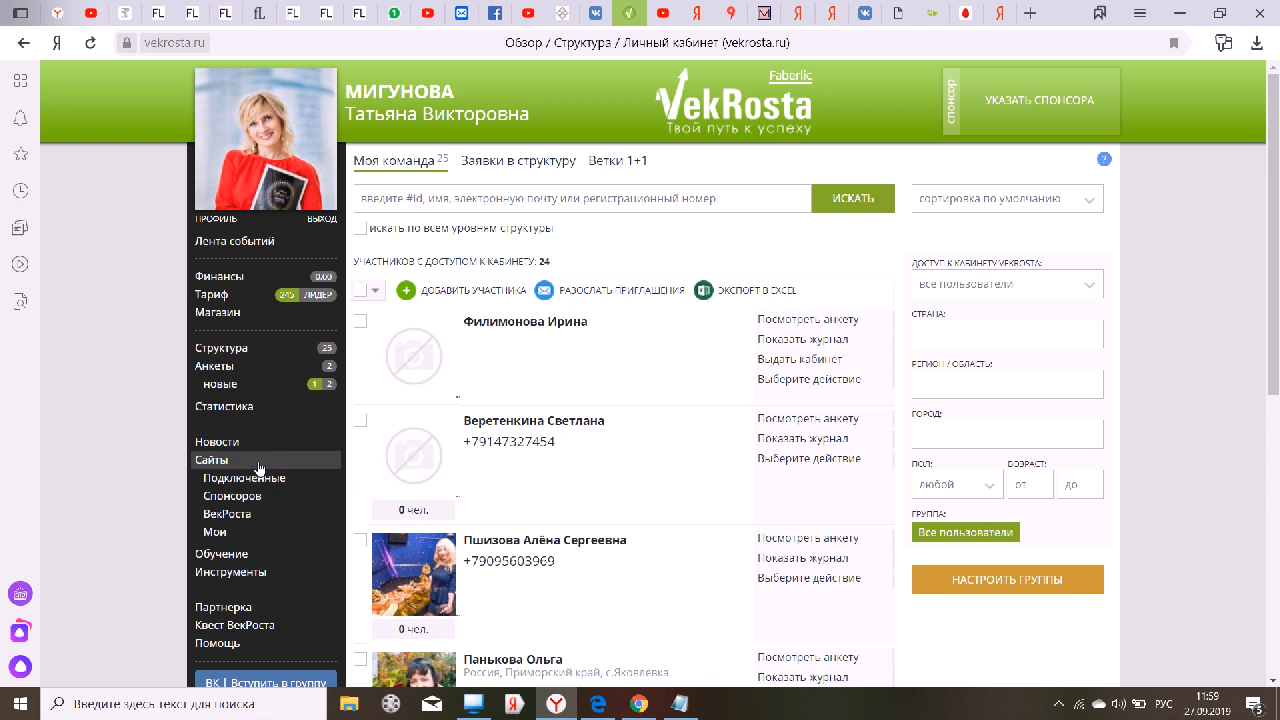 vekrosta.ru
Обзор / Структура / Личный кабинет (vekrosta.ru)
МИГУНОВА
Татьяна Викторовна
Faberlic
VekRosta
Твой путь к успеху
спонсор
УКАЗАТЬ СПОНСОРА
ПРОФИЛЬ ВЫХОД
Лента событий
Финансы 0.00
Тариф 245 ЛИДЕР
Магазин
Структура 25
Анкеты 2
новые 1 2
Статистика
Новости
Сайты
Подключенные
Спонсоров
ВекРоста
Мои
Обучение
Инструменты
Партнерка
Квест ВекРоста
Помощь
ВК | Вступить в группу
Моя команда 25 Заявки в структуру Ветки 1+1
?
введите #id, имя, электронную почту или регистрационный номер
ИСКАТЬ
искать по всем уровням структуры
УЧАСТНИКОВ С ДОСТУПОМ К КАБИНЕТУ: 24
ДОБАВИТЬ УЧАСТНИКА РАЗОСЛАТЬ ПРИГЛАШЕНИЯ ЭКСПОРТ В EXCEL
Филимонова Ирина
Посмотреть анкету
Показать журнал
Выдать кабинет
Выберите действие
Веретенкина Светлана
+79147327454
0 чел.
Посмотреть анкету
Показать журнал
Выберите действие
Пшизова Алёна Сергеевна
+79095603969
0 чел.
Посмотреть анкету
Показать журнал
Выберите действие
Панькова Ольга
Россия, Приморский край, с.Яковлевка
Посмотреть анкету
Показать журнал
сортировка по умолчанию
ДОСТУП К КАБИНЕТУ VEKROSTA:
все пользователи
СТРАНА:
РЕГИОН / ОБЛАСТЬ:
ГОРОД:
ПОЛ: ВОЗРАСТ:
любой от до
ГРУППА:
Все пользователи
НАСТРОИТЬ ГРУППЫ
Введите здесь текст для поиска
РУС
11:59
27.09.2019
5